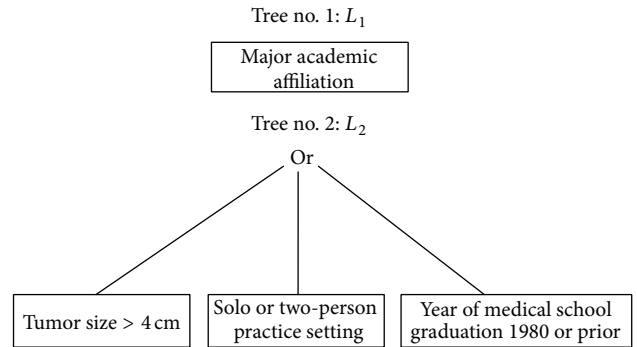 Tree no. 1: L₁
Major academic
affiliation
Tree no. 2: L₂
Or
Tumor size > 4 cm
Solo or two-person
practice setting
Year of medical school
graduation 1980 or prior